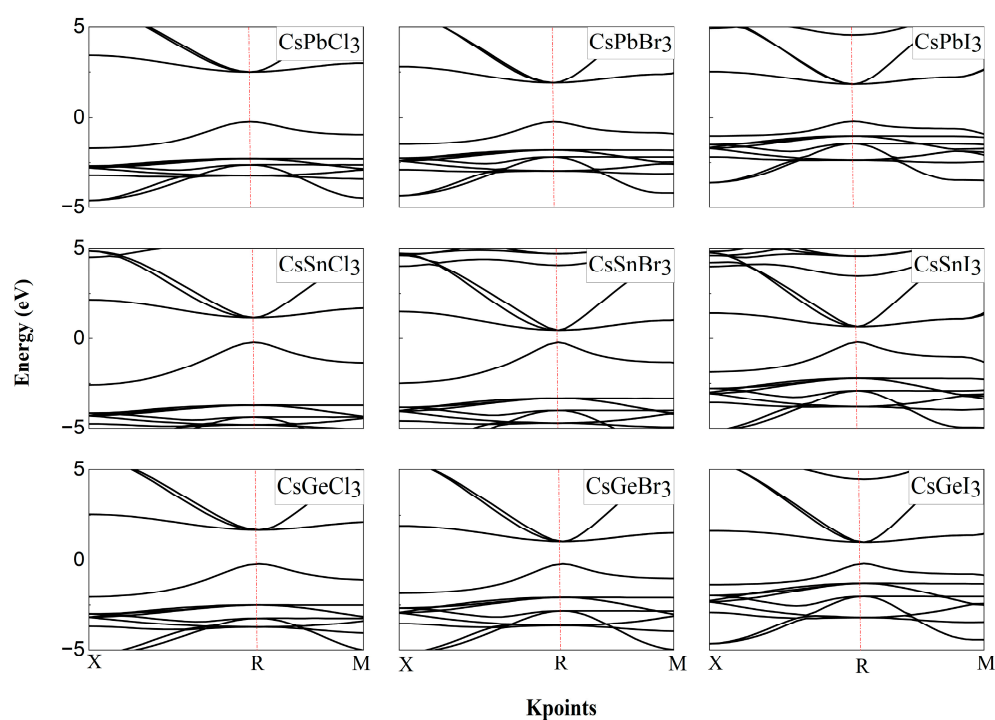 5
0
−5
CsPbCl3
CsPbBr3
CsPbI3
5
0
−5
CsSnCl3
CsSnBr3
CsSnI3
Energy (eV)
5
0
−5
CsGeCl3
CsGeBr3
CsGeI3
X R M
X R M
X R M
Kpoints